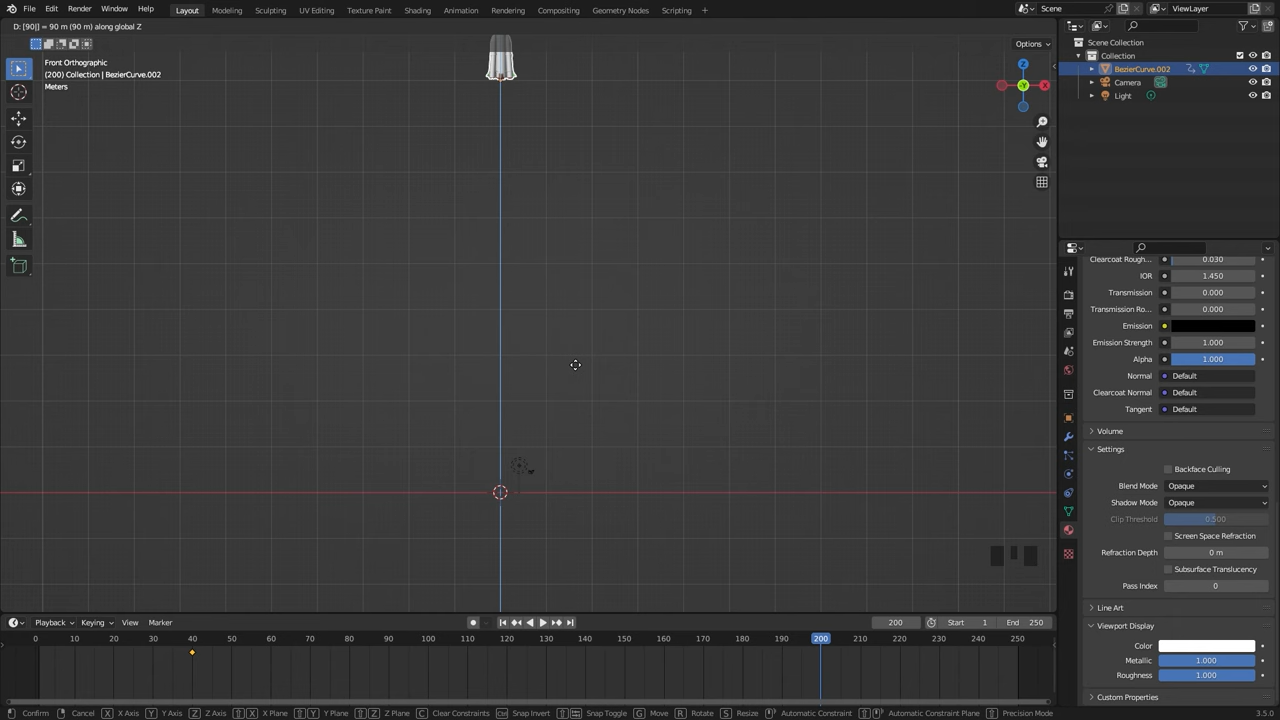 File Edit Render Window Help Layout Modeling Sculpting UV Editing Texture Paint Shading Animation Rendering Compositing Geometry Nodes Scripting Scene ViewLayer
D: [90|] = 90 m (90 m) along global Z
Options
Front Orthographic
(200) Collection | BezierCurve.002
Meters
Z
Y
X
Scene Collection
Collection
BezierCurve.002
Camera
Light
Clearcoat Rough... 0.030
IOR 1.450
Transmission 0.000
Transmission Ro... 0.000
Emission
Emission Strength 1.000
Alpha 1.000
Normal Default
Clearcoat Normal Default
Tangent Default
Volume
Settings
Backface Culling
Blend Mode Opaque
Shadow Mode Opaque
Clip Threshold 0.500
Screen Space Refraction
Refraction Depth 0 m
Subsurface Translucency
Pass Index 0
Line Art
Viewport Display
Color
Metallic 1.000
Roughness 1.000
Custom Properties
Playback Keying View Marker 200 Start 1 End 250
0 10 20 30 40 50 60 70 80 90 100 110 120 130 140 150 160 170 180 190 200 210 220 230 240 250
Confirm Cancel X X Axis Y Y Axis Z Z Axis X X Plane Y Y Plane Z Z Plane C Clear Constraints Snap Invert Snap Toggle G Move R Rotate S Resize Automatic Constraint Automatic Constraint Plane Precision Mode 3.5.0